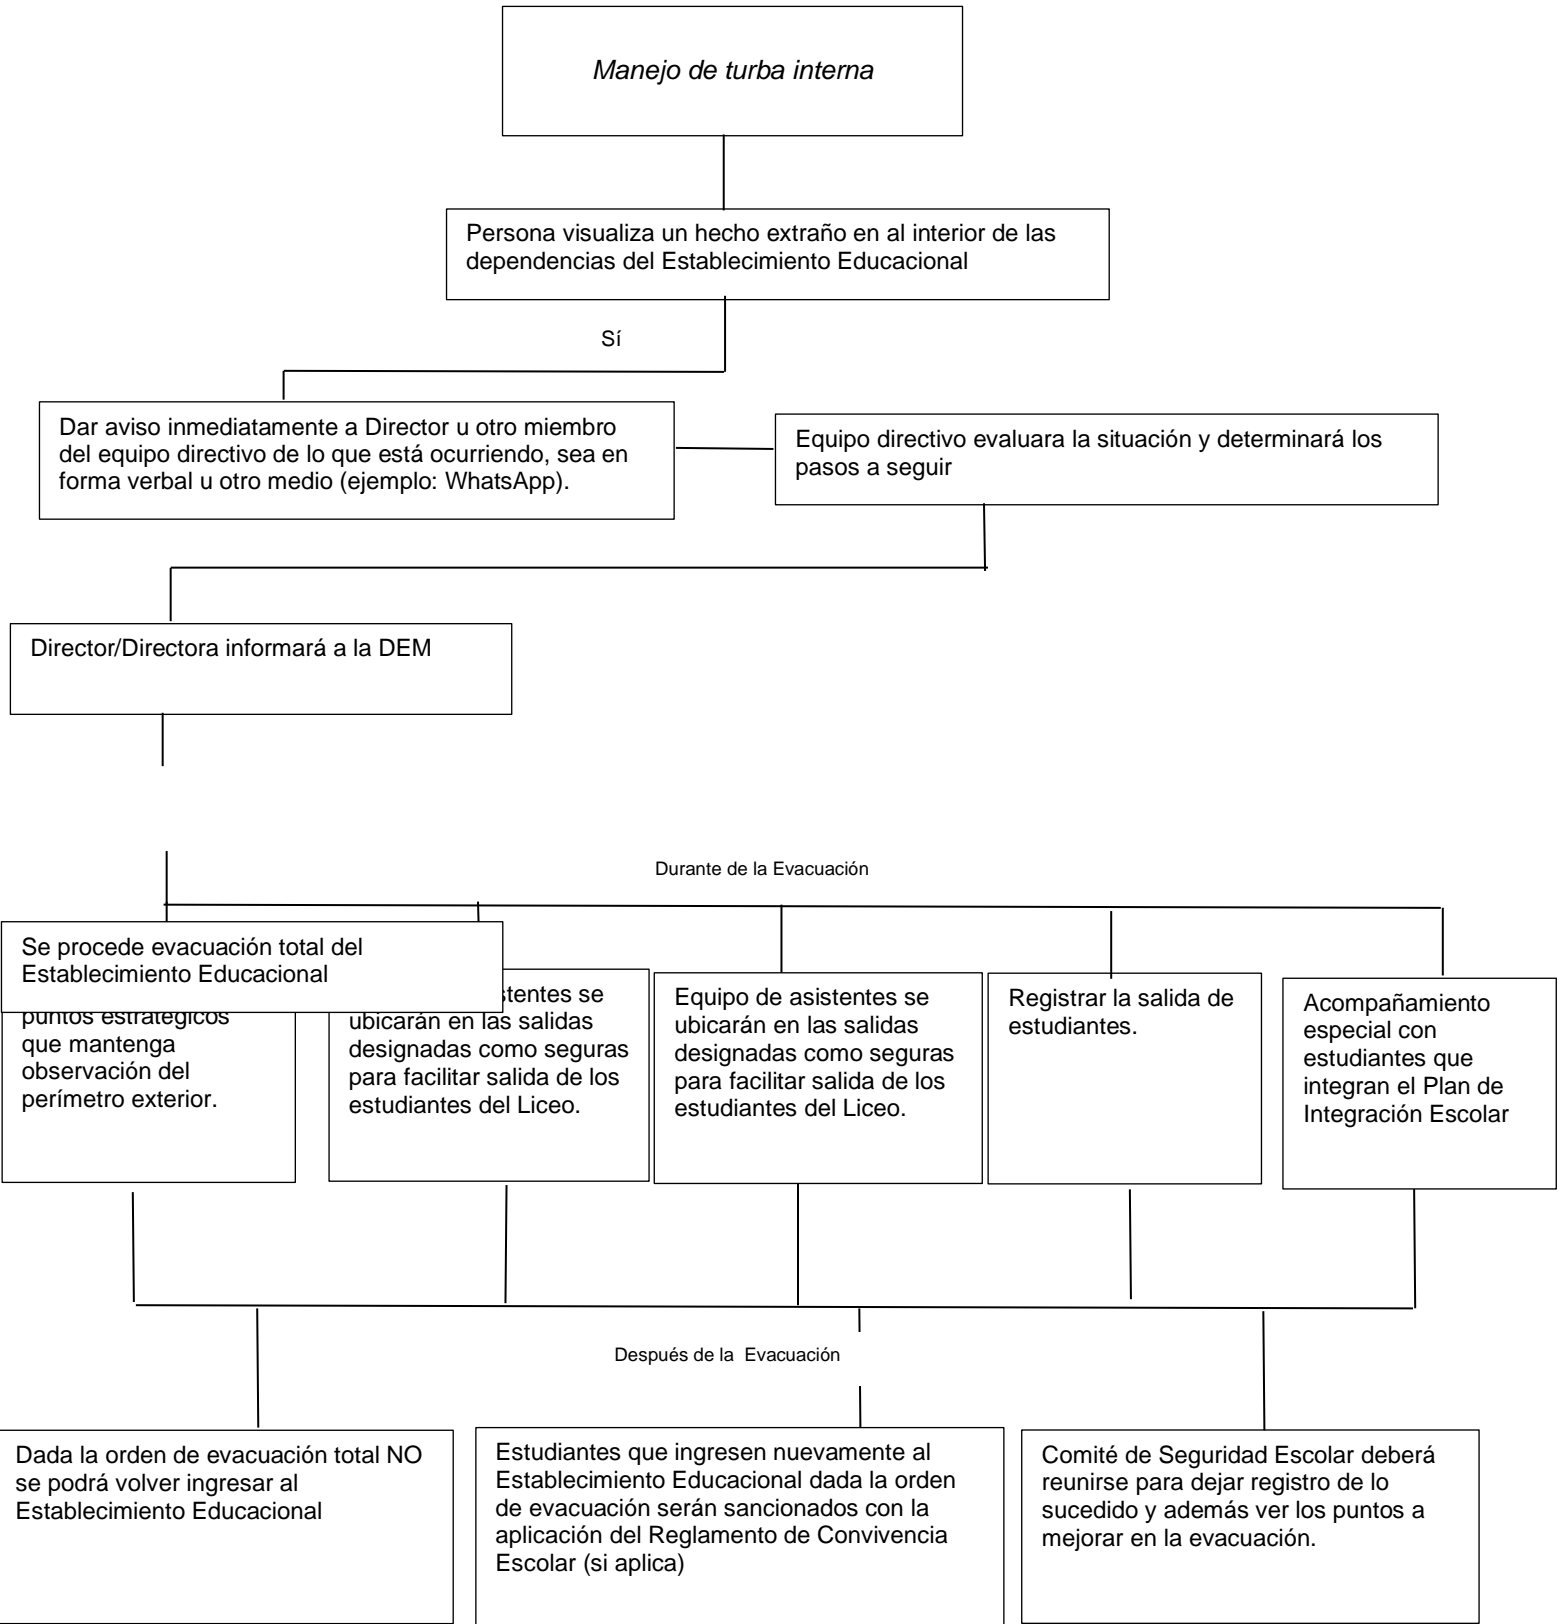 Manejo de turba interna
Persona visualiza un hecho extraño en al interior de las
dependencias del Establecimiento Educacional
Sí
Dar aviso inmediatamente a Director u otro miembro
del equipo directivo de lo que está ocurriendo, sea en
forma verbal u otro medio (ejemplo: WhatsApp).
Equipo directivo evaluara la situación y determinará los
pasos a seguir
Director/Directora informará a la DEM
Durante de la Evacuación
Se procede evacuación total del
Establecimiento Educacional
puntos estratégicos
que mantenga
observación del
perímetro exterior.
se
ubicarán en las salidas
designadas como seguras
para facilitar salida de los
estudiantes del Liceo.
Equipo de asistentes se
ubicarán en las salidas
designadas como seguras
para facilitar salida de los
estudiantes del Liceo.
Registrar la salida de
estudiantes.
Acompañamiento
especial con
estudiantes que
integran el Plan de
Integración Escolar
Después de la Evacuación
Dada la orden de evacuación total NO
se podrá volver ingresar al
Establecimiento Educacional
Estudiantes que ingresen nuevamente al
Establecimiento Educacional dada la orden
de evacuación serán sancionados con la
aplicación del Reglamento de Convivencia
Escolar (si aplica)
Comité de Seguridad Escolar deberá
reunirse para dejar registro de lo
sucedido y además ver los puntos a
mejorar en la evacuación.